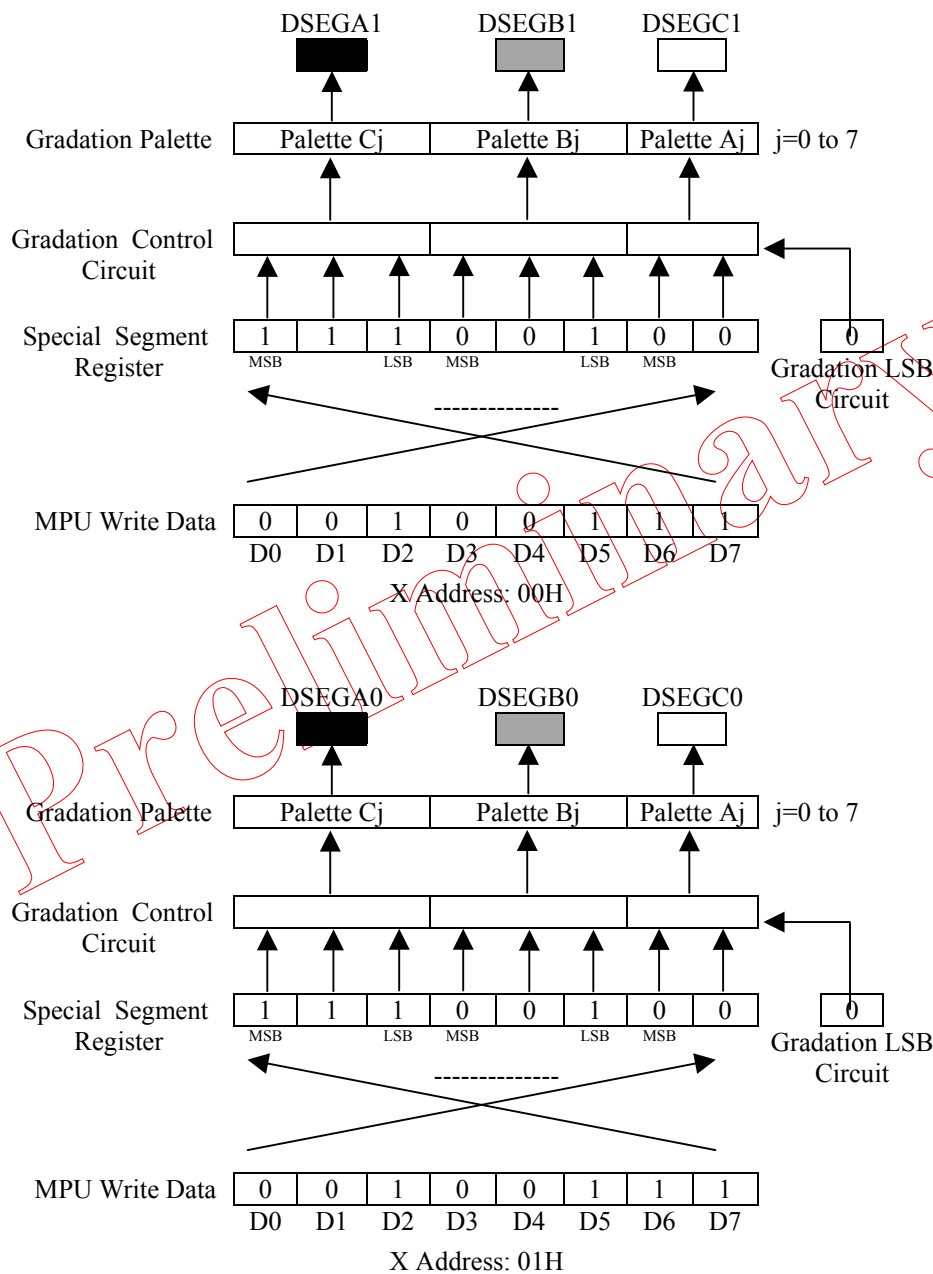 DSEGA1 DSEGB1 DSEGC1
Gradation Palette Palette Cj Palette Bj Palette Aj j=0 to 7
Gradation Control
Circuit
Special Segment
Register
1 1 1 0 0 1 0 0 0
MSB LSB MSB LSB MSB
Gradation LSB
Circuit
MPU Write Data 0 0 1 0 0 1 1 1
D0 D1 D2 D3 D4 D5 D6 D7
X Address: 00H
Preliminary
DSEGA0 DSEGB0 DSEGC0
Gradation Palette Palette Cj Palette Bj Palette Aj j=0 to 7
Gradation Control
Circuit
Special Segment
Register
1 1 1 0 0 1 0 0 0
MSB LSB MSB LSB MSB
Gradation LSB
Circuit
MPU Write Data 0 0 1 0 0 1 1 1
D0 D1 D2 D3 D4 D5 D6 D7
X Address: 01H